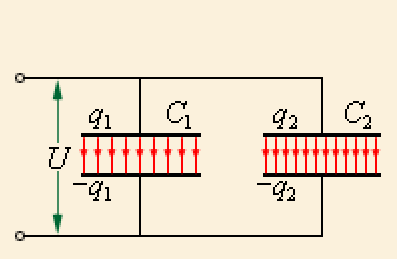 q₁ C₁ q₂ C₂
U
−q₁ −q₂